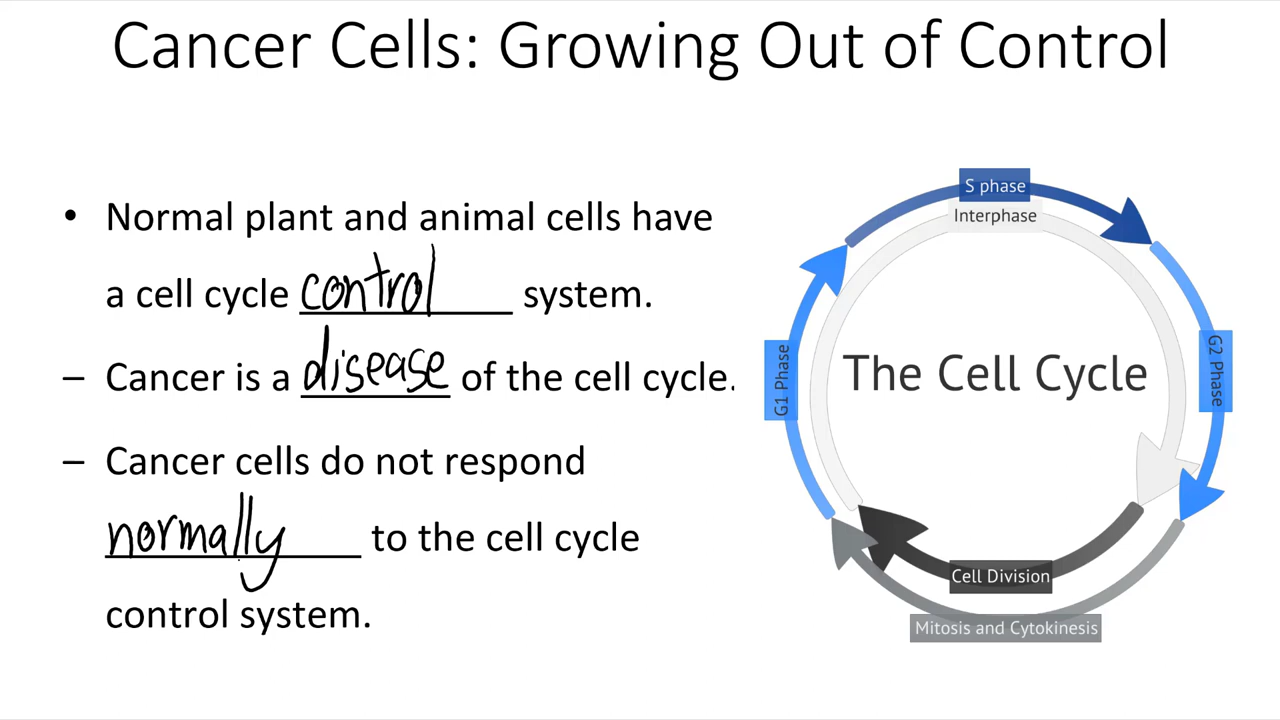 Cancer Cells: Growing Out of Control
• Normal plant and animal cells have
a cell cycle control system.
– Cancer is a disease of the cell cycle.
– Cancer cells do not respond
normally to the cell cycle
control system.
S phase
Interphase
G1 Phase
G2 Phase
The Cell Cycle
Cell Division
Mitosis and Cytokinesis